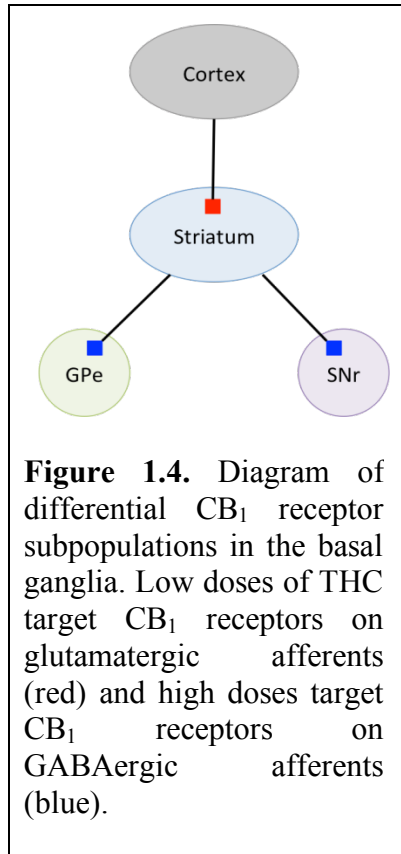 Cortex
Striatum
GPe
SNr
Figure 1.4. Diagram of
differential CB₁ receptor
subpopulations in the basal
ganglia. Low doses of THC
target CB₁ receptors on
glutamatergic afferents
(red) and high doses target
CB₁ receptors on
GABAergic afferents
(blue).